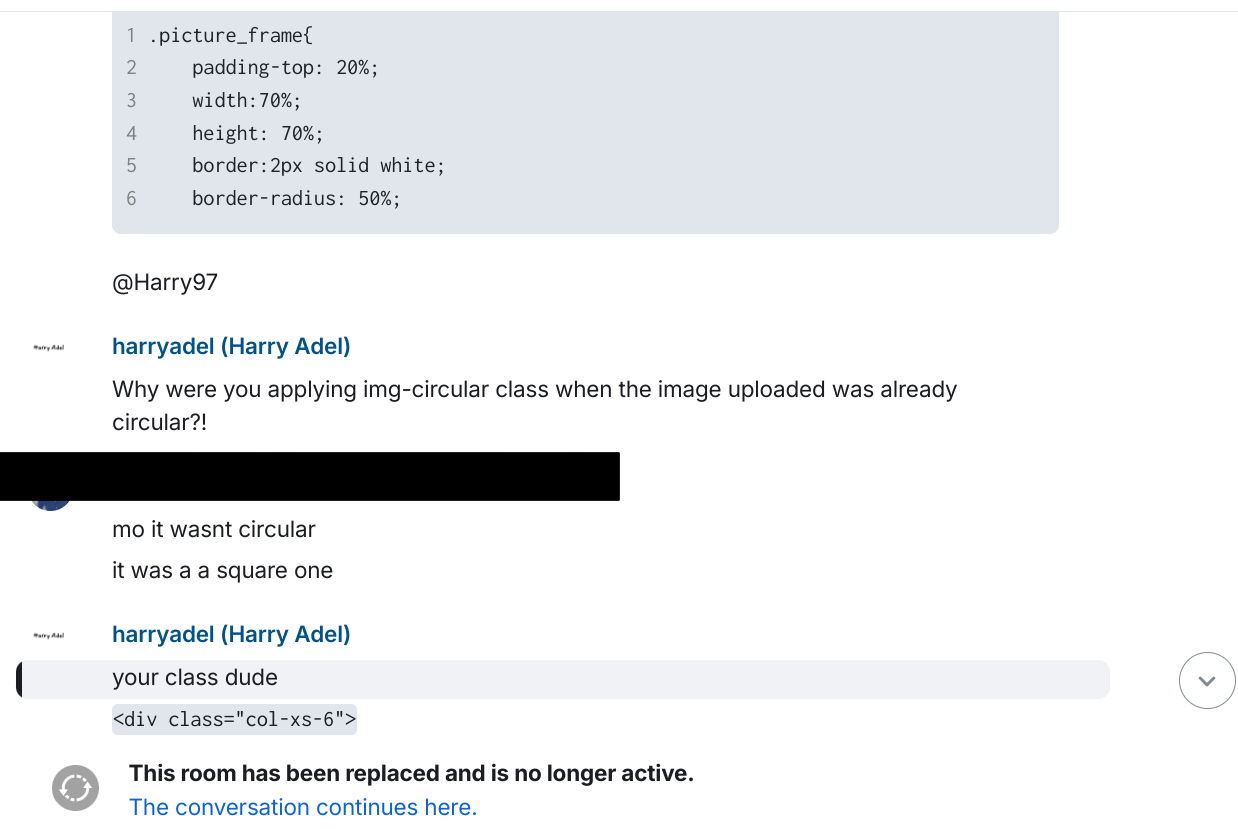 1 .picture_frame{
2 padding-top: 20%;
3 width:70%;
4 height: 70%;
5 border:2px solid white;
6 border-radius: 50%;
@Harry97
Harry Adel
harryadel (Harry Adel)
Why were you applying img-circular class when the image uploaded was already
circular?!
mo it wasnt circular
it was a a square one
Harry Adel
harryadel (Harry Adel)
your class dude
<div class="col-xs-6">
This room has been replaced and is no longer active.
The conversation continues here.